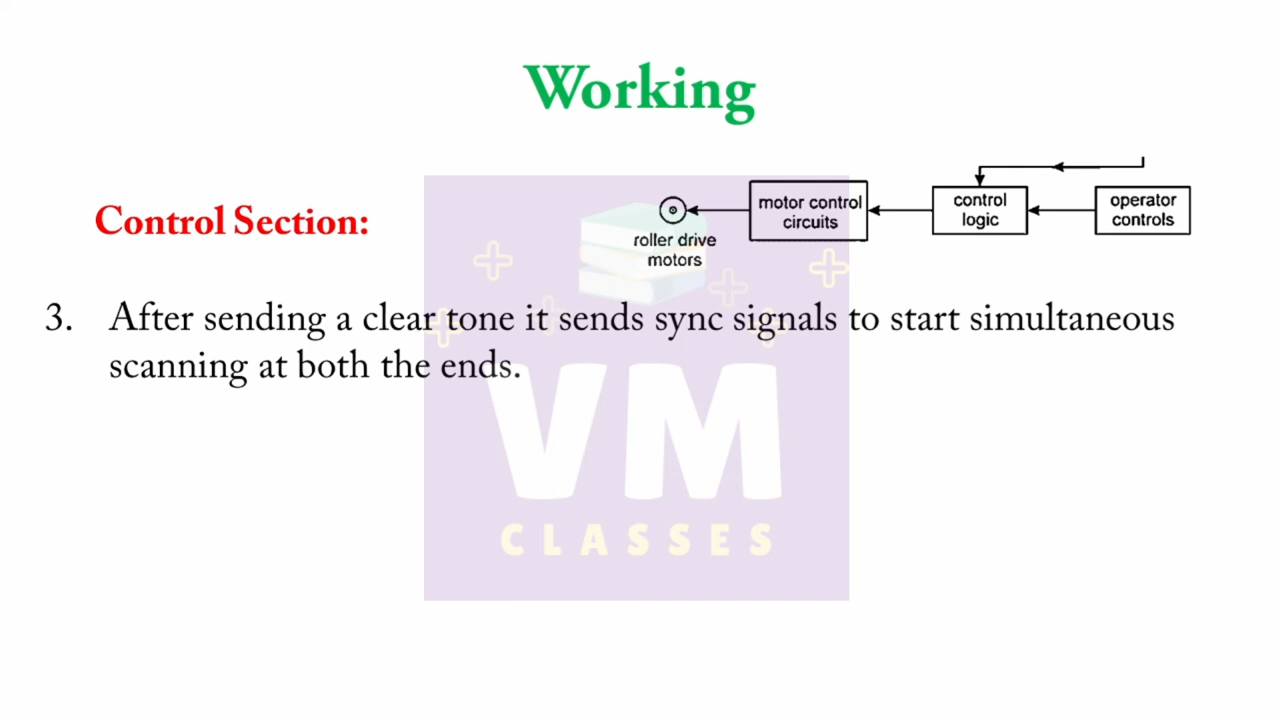 Working
Control Section:
roller drive
motors
motor control
circuits
control
logic
operator
controls
3. After sending a clear tone it sends sync signals to start simultaneous
scanning at both the ends.
VM
CLASSES